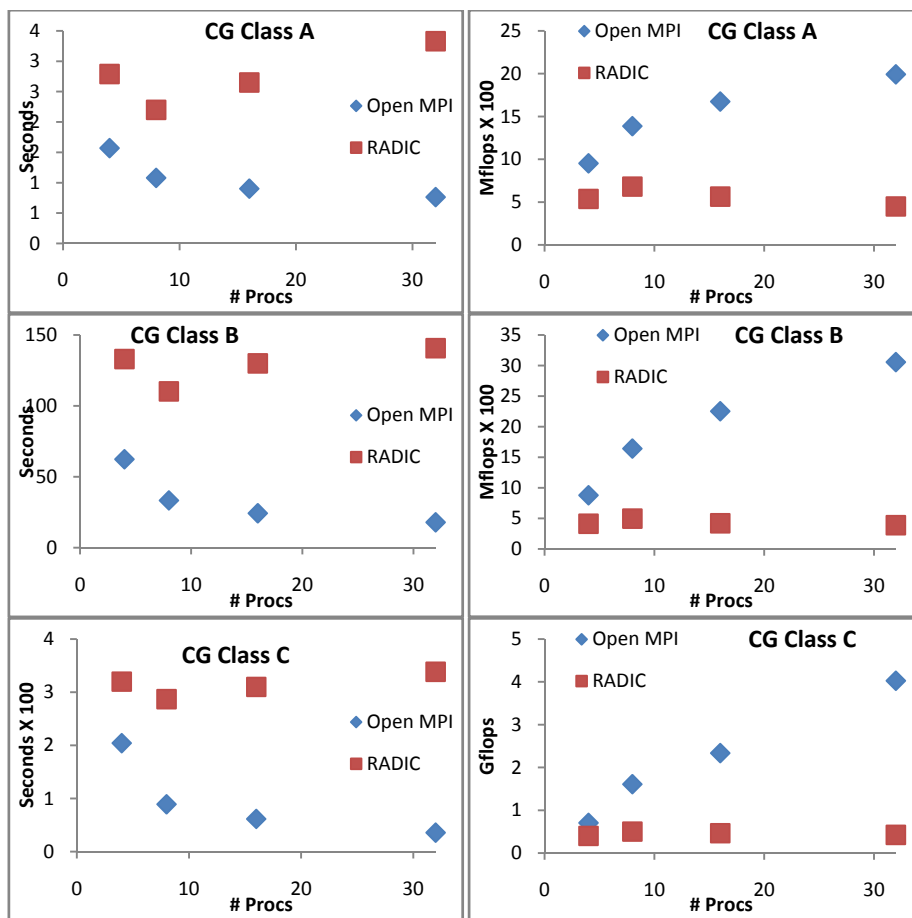 CG Class A
Seconds
4
3
3
2
2
1
1
0
0 10 20 30
# Procs
Open MPI
RADIC
CG Class A
Mflops X 100
25
20
15
10
5
0
0 10 20 30
# Procs
Open MPI
RADIC
CG Class B
Seconds
150
100
50
0
0 10 20 30
# Procs
Open MPI
RADIC
CG Class B
Mflops X 100
35
30
25
20
15
10
5
0
0 10 20 30
# Procs
Open MPI
RADIC
CG Class C
Seconds X 100
4
3
2
1
0
0 10 20 30
# Procs
Open MPI
RADIC
CG Class C
Gflops
5
4
3
2
1
0
0 10 20 30
# Procs
Open MPI
RADIC